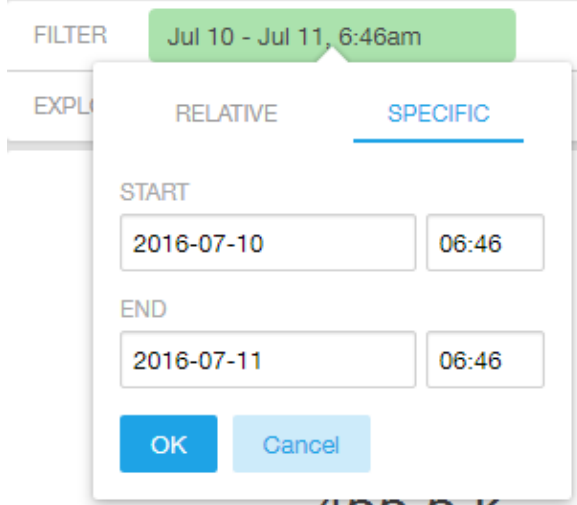 FILTER Jul 10 - Jul 11, 6:46am
EXPL
RELATIVE SPECIFIC
START
2016-07-10 06:46
END
2016-07-11 06:46
OK Cancel